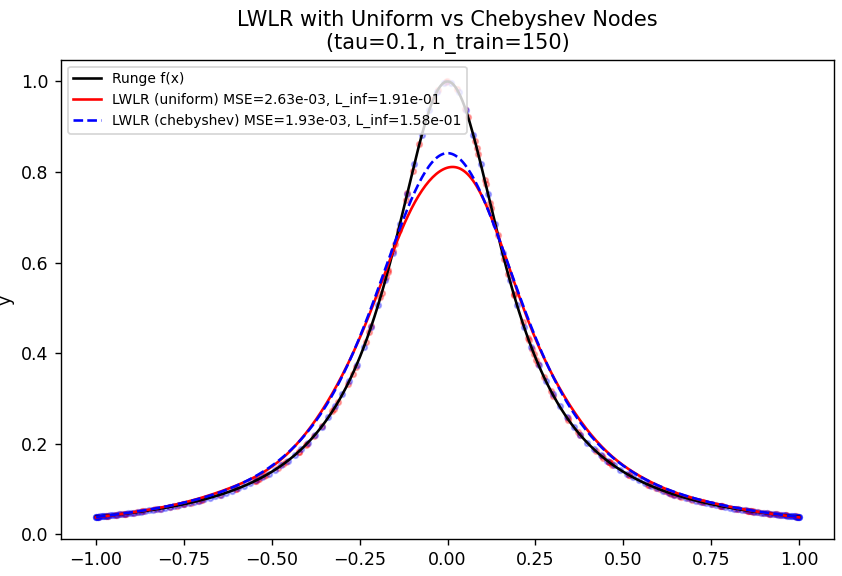 LWLR with Uniform vs Chebyshev Nodes
(tau=0.1, n_train=150)
Runge f(x)
LWLR (uniform) MSE=2.63e-03, L_inf=1.91e-01
LWLR (chebyshev) MSE=1.93e-03, L_inf=1.58e-01
1.0
0.8
0.6
y
0.4
0.2
0.0
−1.00 −0.75 −0.50 −0.25 0.00 0.25 0.50 0.75 1.00